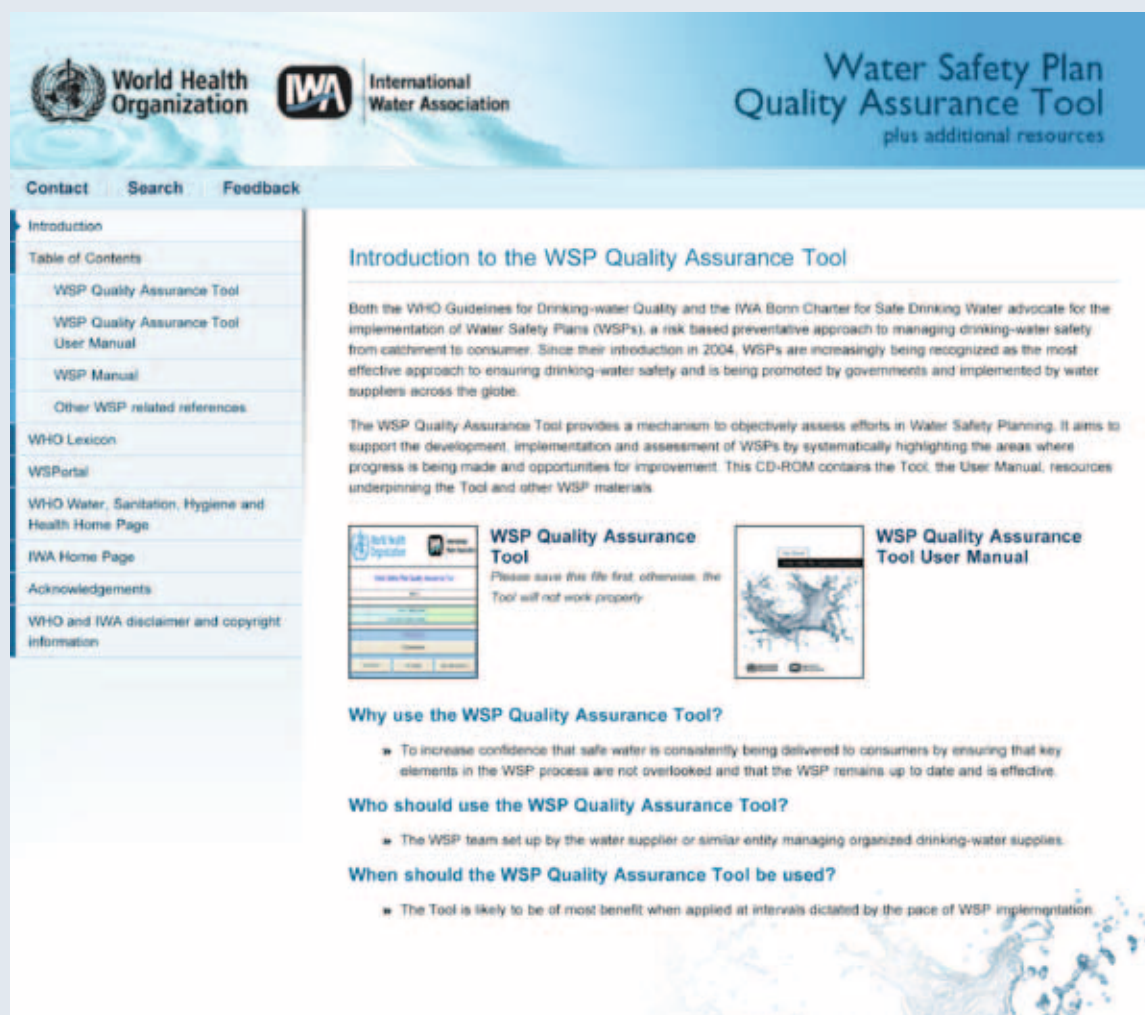 World Health
Organization
IWA
International
Water Association
Water Safety Plan
Quality Assurance Tool
plus additional resources
Contact Search Feedback
Introduction
Table of Contents
WSP Quality Assurance Tool
WSP Quality Assurance Tool
User Manual
WSP Manual
Other WSP related references
WHO Lexicon
WSPortal
WHO Water, Sanitation, Hygiene and
Health Home Page
IWA Home Page
Acknowledgements
WHO and IWA disclaimer and copyright
information
Introduction to the WSP Quality Assurance Tool
Both the WHO Guidelines for Drinking-water Quality and the IWA Bonn Charter for Safe Drinking Water advocate for the
implementation of Water Safety Plans (WSPs), a risk based preventative approach to managing drinking-water safety
from catchment to consumer. Since their introduction in 2004, WSPs are increasingly being recognized as the most
effective approach to ensuring drinking-water safety and is being promoted by governments and implemented by water
suppliers across the globe.
The WSP Quality Assurance Tool provides a mechanism to objectively assess efforts in Water Safety Planning. It aims to
support the development, implementation and assessment of WSPs by systematically highlighting the areas where
progress is being made and opportunities for improvement. This CD-ROM contains the Tool, the User Manual, resources
underpinning the Tool and other WSP materials
World Health
Organization
WSP Quality Assurance
Tool
Please save this file first, otherwise, the
Tool will not work properly
WSP Quality Assurance
Tool User Manual
Why use the WSP Quality Assurance Tool?
» To increase confidence that safe water is consistently being delivered to consumers by ensuring that key
elements in the WSP process are not overlooked and that the WSP remains up to date and is effective.
Who should use the WSP Quality Assurance Tool?
» The WSP team set up by the water supplier or similar entity managing organized drinking-water supplies.
When should the WSP Quality Assurance Tool be used?
» The Tool is likely to be of most benefit when applied at intervals dictated by the pace of WSP implementation.